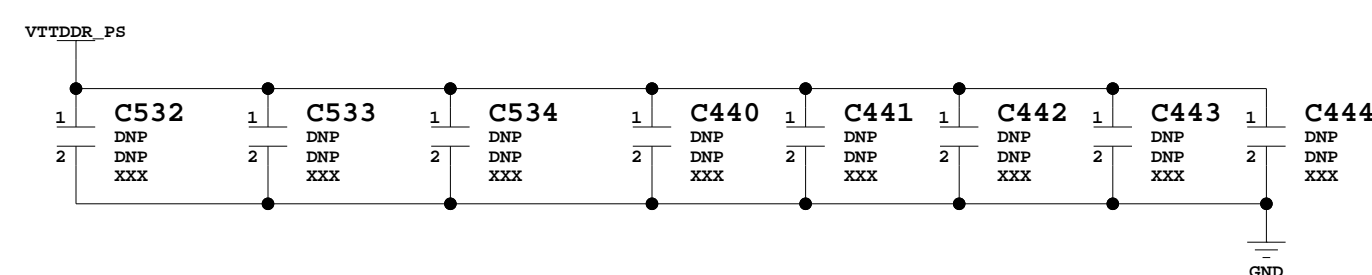 VTTDDR_PS
1 C532 1 C533 1 C534 1 C440 1 C441 1 C442 1 C443 1 C444
DNP DNP DNP DNP DNP DNP DNP DNP
2 DNP 2 DNP 2 DNP 2 DNP 2 DNP 2 DNP 2 DNP 2 DNP
XXX XXX XXX XXX XXX XXX XXX XXX
GND